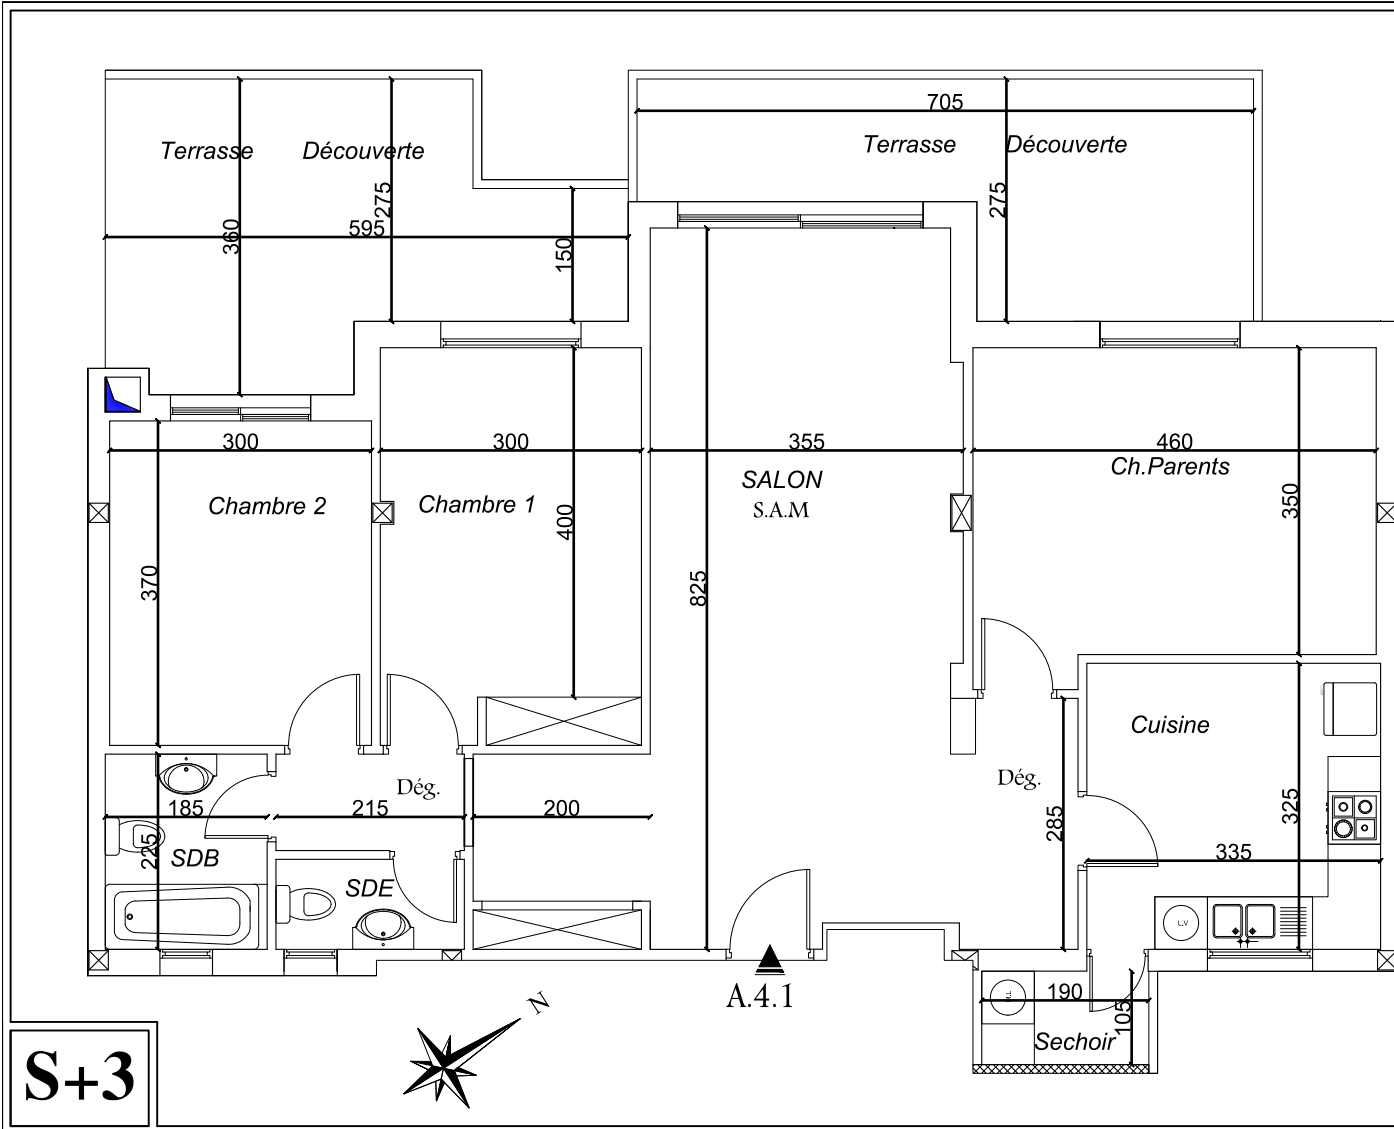 705
Terrasse Découverte
Terrasse Découverte
275
275
595
360
150
300
300
355
460
Ch.Parents
SALON
S.A.M
Chambre 2
Chambre 1
400
350
370
825
Cuisine
Dég.
Dég.
185
215
200
285
325
225
SDB
335
SDE
L.V
A.4.1
M.L
190
105
Sechoir
N
S+3